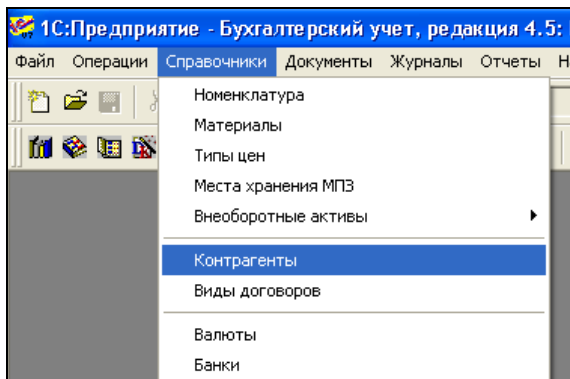 1С:Предприятие - Бухгалтерский учет, редакция 4.5:
Файл Операции Справочники Документы Журналы Отчеты Н
Номенклатура
Материалы
Типы цен
Места хранения МПЗ
Внеоборотные активы
Контрагенты
Виды договоров
Валюты
Банки